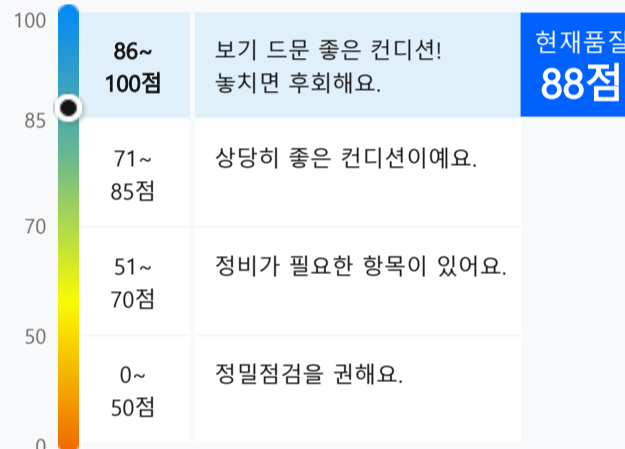 100
86~
100점
보기 드문 좋은 컨디션!
놓치면 후회해요.
현재품질
88점
85
71~
85점
상당히 좋은 컨디션이예요.
70
51~
70점
정비가 필요한 항목이 있어요.
50
0~
50점
정밀점검을 권해요.
0